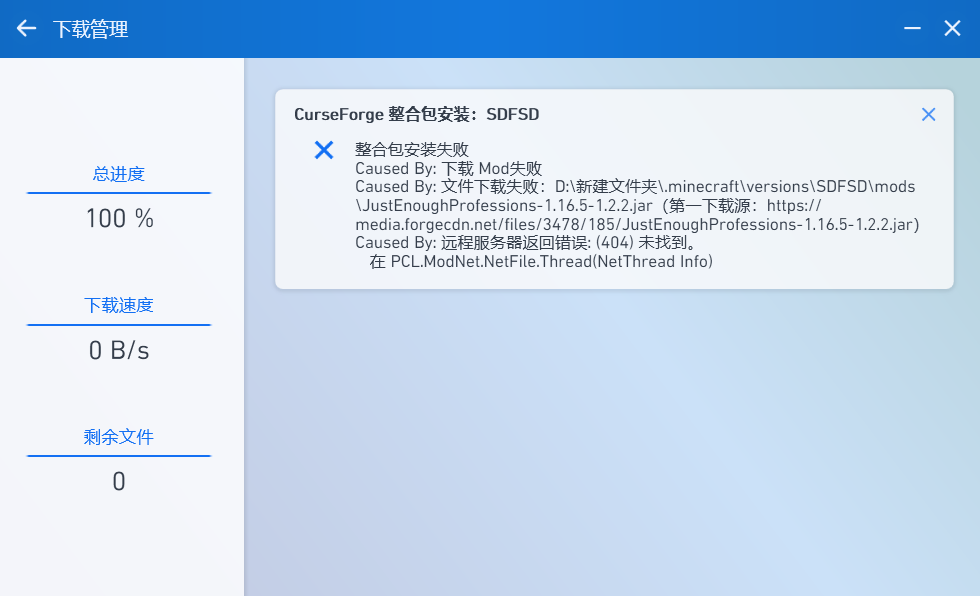 下载管理
总进度
100 %
下载速度
0 B/s
剩余文件
0
CurseForge 整合包安装：SDFSD
整合包安装失败
Caused By: 下载 Mod失败
Caused By: 文件下载失败：D:\新建文件夹\.minecraft\versions\SDFSD\mods
\JustEnoughProfessions-1.16.5-1.2.2.jar（第一下载源：https://
media.forgecdn.net/files/3478/185/JustEnoughProfessions-1.16.5-1.2.2.jar）
Caused By: 远程服务器返回错误: (404) 未找到。
在 PCL.ModNet.NetFile.Thread(NetThread Info)